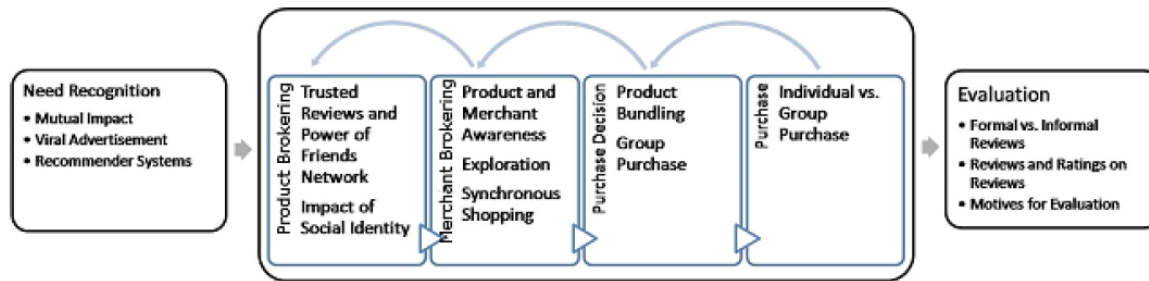 Need Recognition
• Mutual Impact
• Viral Advertisement
• Recommender Systems
Product Brokering
Trusted
Reviews and
Power of
Friends
Network
Impact of
Social Identity
Merchant Brokering
Product and
Merchant
Awareness
Exploration
Synchronous
Shopping
Purchase Decision
Product
Bundling
Group
Purchase
Purchase
Individual vs.
Group
Purchase
Evaluation
• Formal vs. Informal
Reviews
• Reviews and Ratings on
Reviews
• Motives for Evaluation